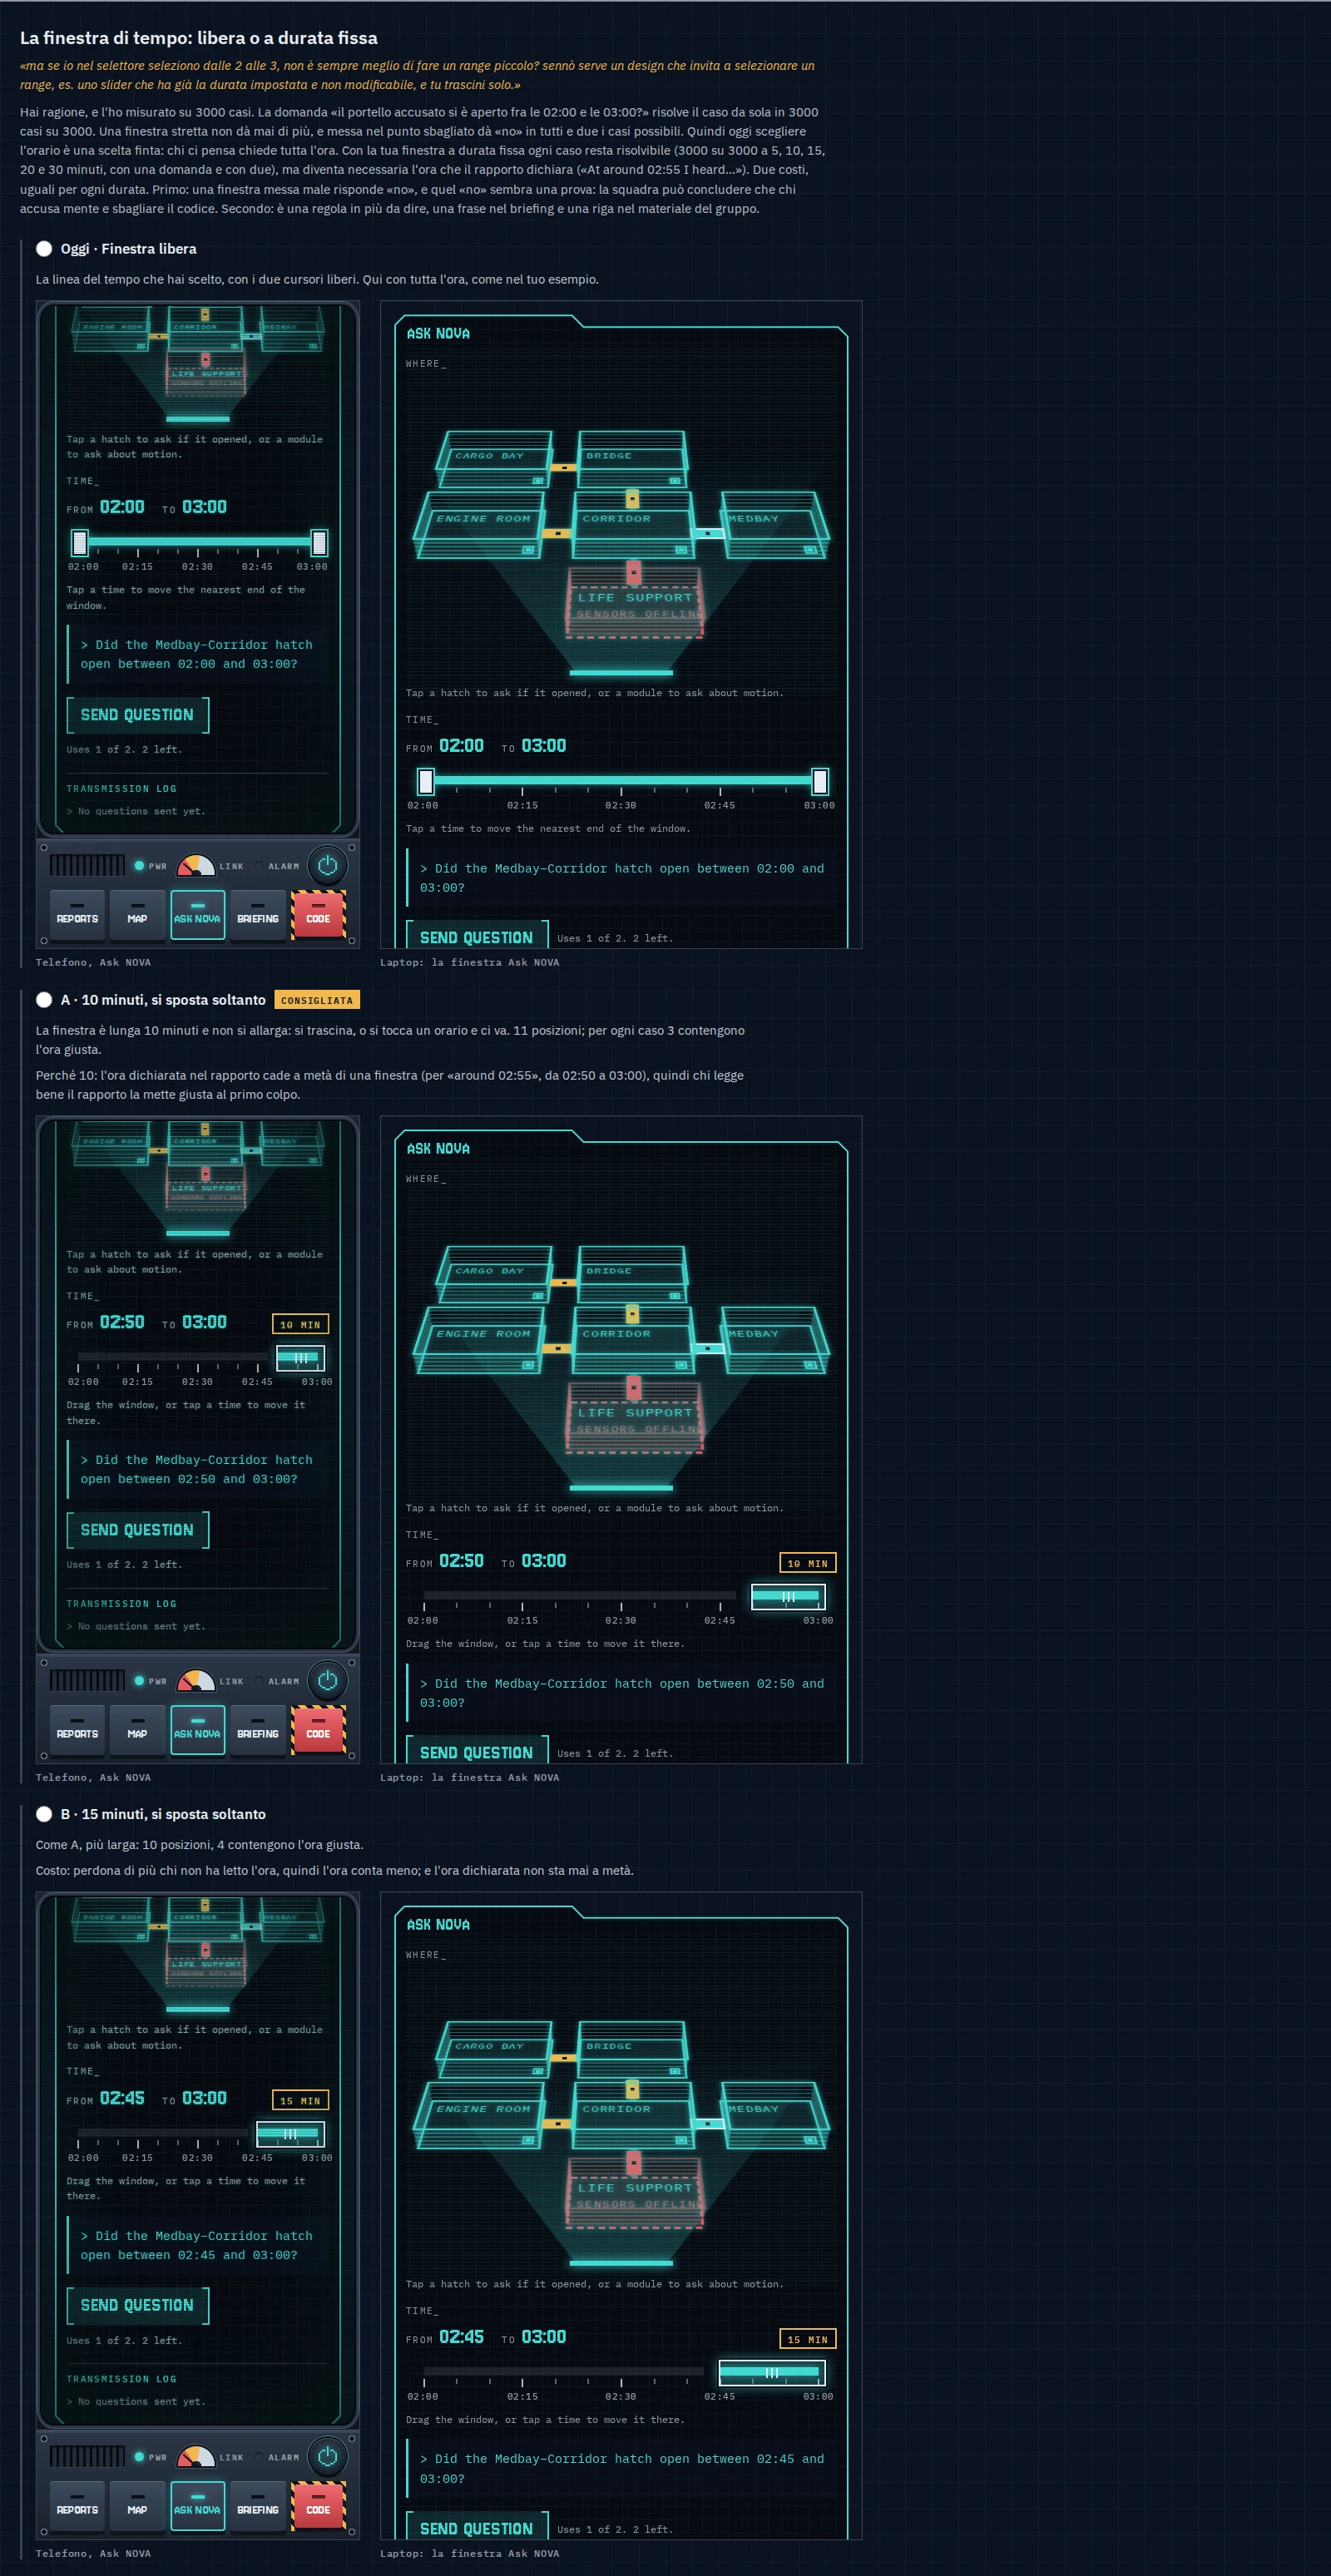 La finestra di tempo: libera o a durata fissa
«ma se io nel selettore seleziono dalle 2 alle 3, non è sempre meglio di fare un range piccolo? sennò serve un design che invita a selezionare un
range, es. uno slider che ha già la durata impostata e non modificabile, e tu trascini solo.»
Hai ragione, e l'ho misurato su 3000 casi. La domanda «il portello accusato si è aperto fra le 02:00 e le 03:00?» risolve il caso da sola in 3000
casi su 3000. Una finestra stretta non dà mai di più, e messa nel punto sbagliato dà «no» in tutti e due i casi possibili. Quindi oggi scegliere
l'orario è una scelta finta: chi ci pensa chiede tutta l'ora. Con la tua finestra a durata fissa ogni caso resta risolvibile (3000 su 3000 a 5, 10, 15,
20 e 30 minuti, con una domanda e con due), ma diventa necessaria l'ora che il rapporto dichiara («At around 02:55 I heard…»). Due costi,
uguali per ogni durata. Primo: una finestra messa male risponde «no», e quel «no» sembra una prova: la squadra può concludere che chi
accusa mente e sbagliare il codice. Secondo: è una regola in più da dire, una frase nel briefing e una riga nel materiale del gruppo.
Oggi · Finestra libera
La linea del tempo che hai scelto, con i due cursori liberi. Qui con tutta l'ora, come nel tuo esempio.
ENGINE ROOM CORRIDOR MEDBAY
LIFE SUPPORT
SENSORS OFFLINE
Tap a hatch to ask if it opened, or a module
to ask about motion.
TIME_
FROM 02:00 TO 03:00
02:00 02:15 02:30 02:45 03:00
Tap a time to move the nearest end of the
window.
> Did the Medbay–Corridor hatch
open between 02:00 and 03:00?
SEND QUESTION
Uses 1 of 2. 2 left.
TRANSMISSION LOG
> No questions sent yet.
PWR LINK ALARM
REPORTS MAP ASK NOVA BRIEFING CODE
Telefono, Ask NOVA
ASK NOVA
WHERE_
CARGO BAY BRIDGE
ENGINE ROOM CORRIDOR MEDBAY
LIFE SUPPORT
SENSORS OFFLIN
Tap a hatch to ask if it opened, or a module to ask about motion.
TIME_
FROM 02:00 TO 03:00
02:00 02:15 02:30 02:45 03:00
Tap a time to move the nearest end of the window.
> Did the Medbay–Corridor hatch open between 02:00 and
03:00?
SEND QUESTION Uses 1 of 2. 2 left.
Laptop: la finestra Ask NOVA
A · 10 minuti, si sposta soltanto CONSIGLIATA
La finestra è lunga 10 minuti e non si allarga: si trascina, o si tocca un orario e ci va. 11 posizioni; per ogni caso 3 contengono
l'ora giusta.
Perché 10: l'ora dichiarata nel rapporto cade a metà di una finestra (per «around 02:55», da 02:50 a 03:00), quindi chi legge
bene il rapporto la mette giusta al primo colpo.
ENGINE ROOM CORRIDOR MEDBAY
LIFE SUPPORT
SENSORS OFFLINE
Tap a hatch to ask if it opened, or a module
to ask about motion.
TIME_
FROM 02:50 TO 03:00 10 MIN
02:00 02:15 02:30 02:45 03:00
Drag the window, or tap a time to move it
there.
> Did the Medbay–Corridor hatch
open between 02:50 and 03:00?
SEND QUESTION
Uses 1 of 2. 2 left.
TRANSMISSION LOG
> No questions sent yet.
PWR LINK ALARM
REPORTS MAP ASK NOVA BRIEFING CODE
Telefono, Ask NOVA
ASK NOVA
WHERE_
CARGO BAY BRIDGE
ENGINE ROOM CORRIDOR MEDBAY
LIFE SUPPORT
SENSORS OFFLIN
Tap a hatch to ask if it opened, or a module to ask about motion.
TIME_
FROM 02:50 TO 03:00 10 MIN
02:00 02:15 02:30 02:45 03:00
Drag the window, or tap a time to move it there.
> Did the Medbay–Corridor hatch open between 02:50 and
03:00?
SEND QUESTION Uses 1 of 2. 2 left.
Laptop: la finestra Ask NOVA
B · 15 minuti, si sposta soltanto
Come A, più larga: 10 posizioni, 4 contengono l'ora giusta.
Costo: perdona di più chi non ha letto l'ora, quindi l'ora conta meno; e l'ora dichiarata non sta mai a metà.
ENGINE ROOM CORRIDOR MEDBAY
LIFE SUPPORT
SENSORS OFFLINE
Tap a hatch to ask if it opened, or a module
to ask about motion.
TIME_
FROM 02:45 TO 03:00 15 MIN
02:00 02:15 02:30 02:45 03:00
Drag the window, or tap a time to move it
there.
> Did the Medbay–Corridor hatch
open between 02:45 and 03:00?
SEND QUESTION
Uses 1 of 2. 2 left.
TRANSMISSION LOG
> No questions sent yet.
PWR LINK ALARM
REPORTS MAP ASK NOVA BRIEFING CODE
Telefono, Ask NOVA
ASK NOVA
WHERE_
CARGO BAY BRIDGE
ENGINE ROOM CORRIDOR MEDBAY
LIFE SUPPORT
SENSORS OFFLIN
Tap a hatch to ask if it opened, or a module to ask about motion.
TIME_
FROM 02:45 TO 03:00 15 MIN
02:00 02:15 02:30 02:45 03:00
Drag the window, or tap a time to move it there.
> Did the Medbay–Corridor hatch open between 02:45 and
03:00?
SEND QUESTION Uses 1 of 2. 2 left.
Laptop: la finestra Ask NOVA